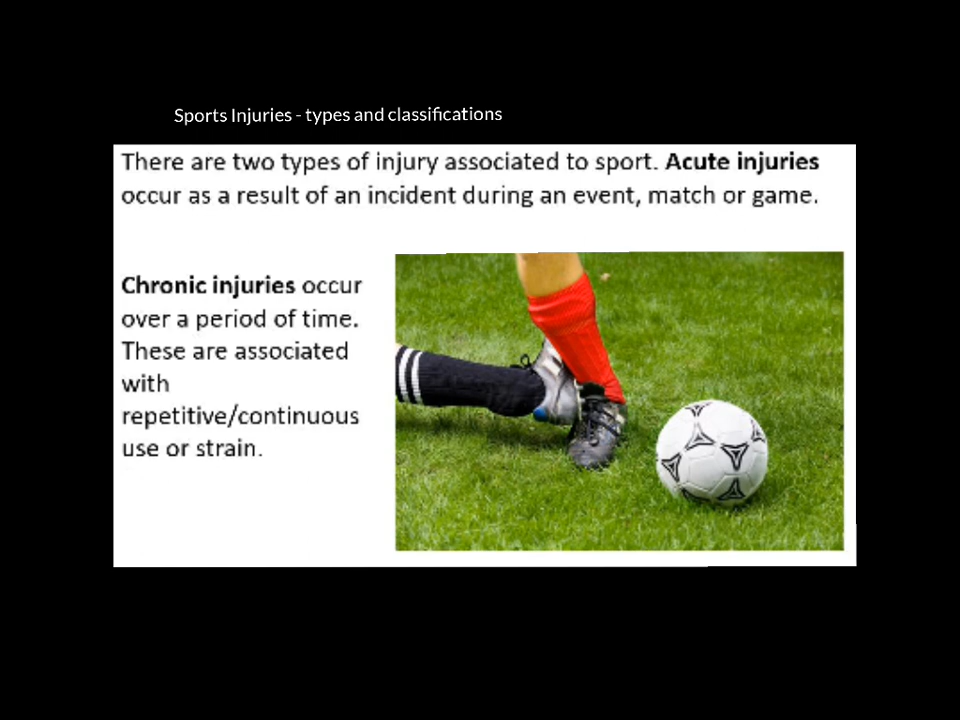 Sports Injuries - types and classifications
There are two types of injury associated to sport. Acute injuries
occur as a result of an incident during an event, match or game.
Chronic injuries occur
over a period of time.
These are associated
with
repetitive/continuous
use or strain.